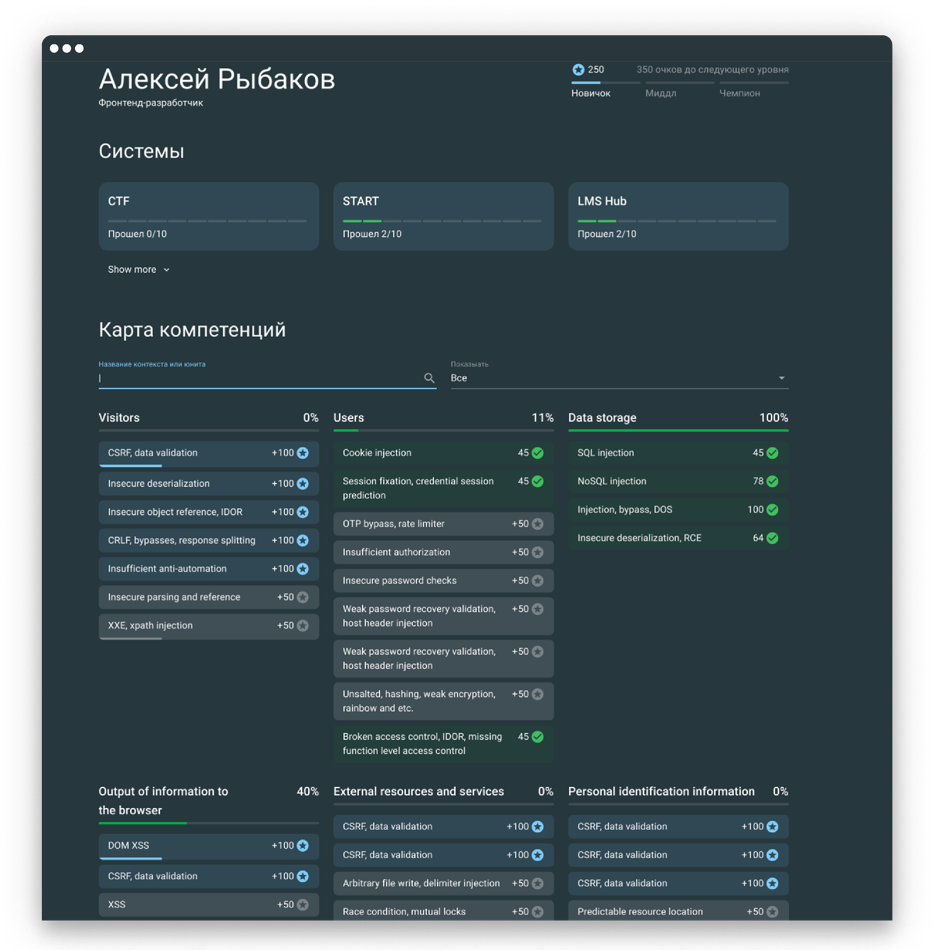 Алексей Рыбаков
Фронтенд-разработчик
250
350 очков до следующего уровня
Новичок
Миддл
Чемпион
Системы
CTF
Прошел 0/10
START
Прошел 2/10
LMS Hub
Прошел 2/10
Show more
Карта компетенций
Название контекста или юнита
Показывать
Все
Visitors 0%
CSRF, data validation +100
Insecure deserialization +100
Insecure object reference, IDOR +100
CRLF, bypasses, response splitting +100
Insufficient anti-automation +100
Insecure parsing and reference +50
XXE, xpath injection +50
Users 11%
Cookie injection 45
Session fixation, credential session 45
prediction
OTP bypass, rate limiter +50
Insufficient authorization +50
Insecure password checks +50
Weak password recovery validation, +50
host header injection
Weak password recovery validation, +50
host header injection
Unsalted, hashing, weak encryption, +50
rainbow and etc.
Broken access control, IDOR, missing 45
function level access control
Data storage 100%
SQL injection 45
NoSQL injection 78
Injection, bypass, DOS 100
Insecure deserialization, RCE 64
Output of information to 40%
the browser
DOM XSS +100
CSRF, data validation +100
XSS +50
External resources and services 0%
CSRF, data validation +100
CSRF, data validation +100
Arbitrary file write, delimiter injection +50
Race condition, mutual locks +50
Personal identification information 0%
CSRF, data validation +100
CSRF, data validation +100
CSRF, data validation +100
Predictable resource location +50